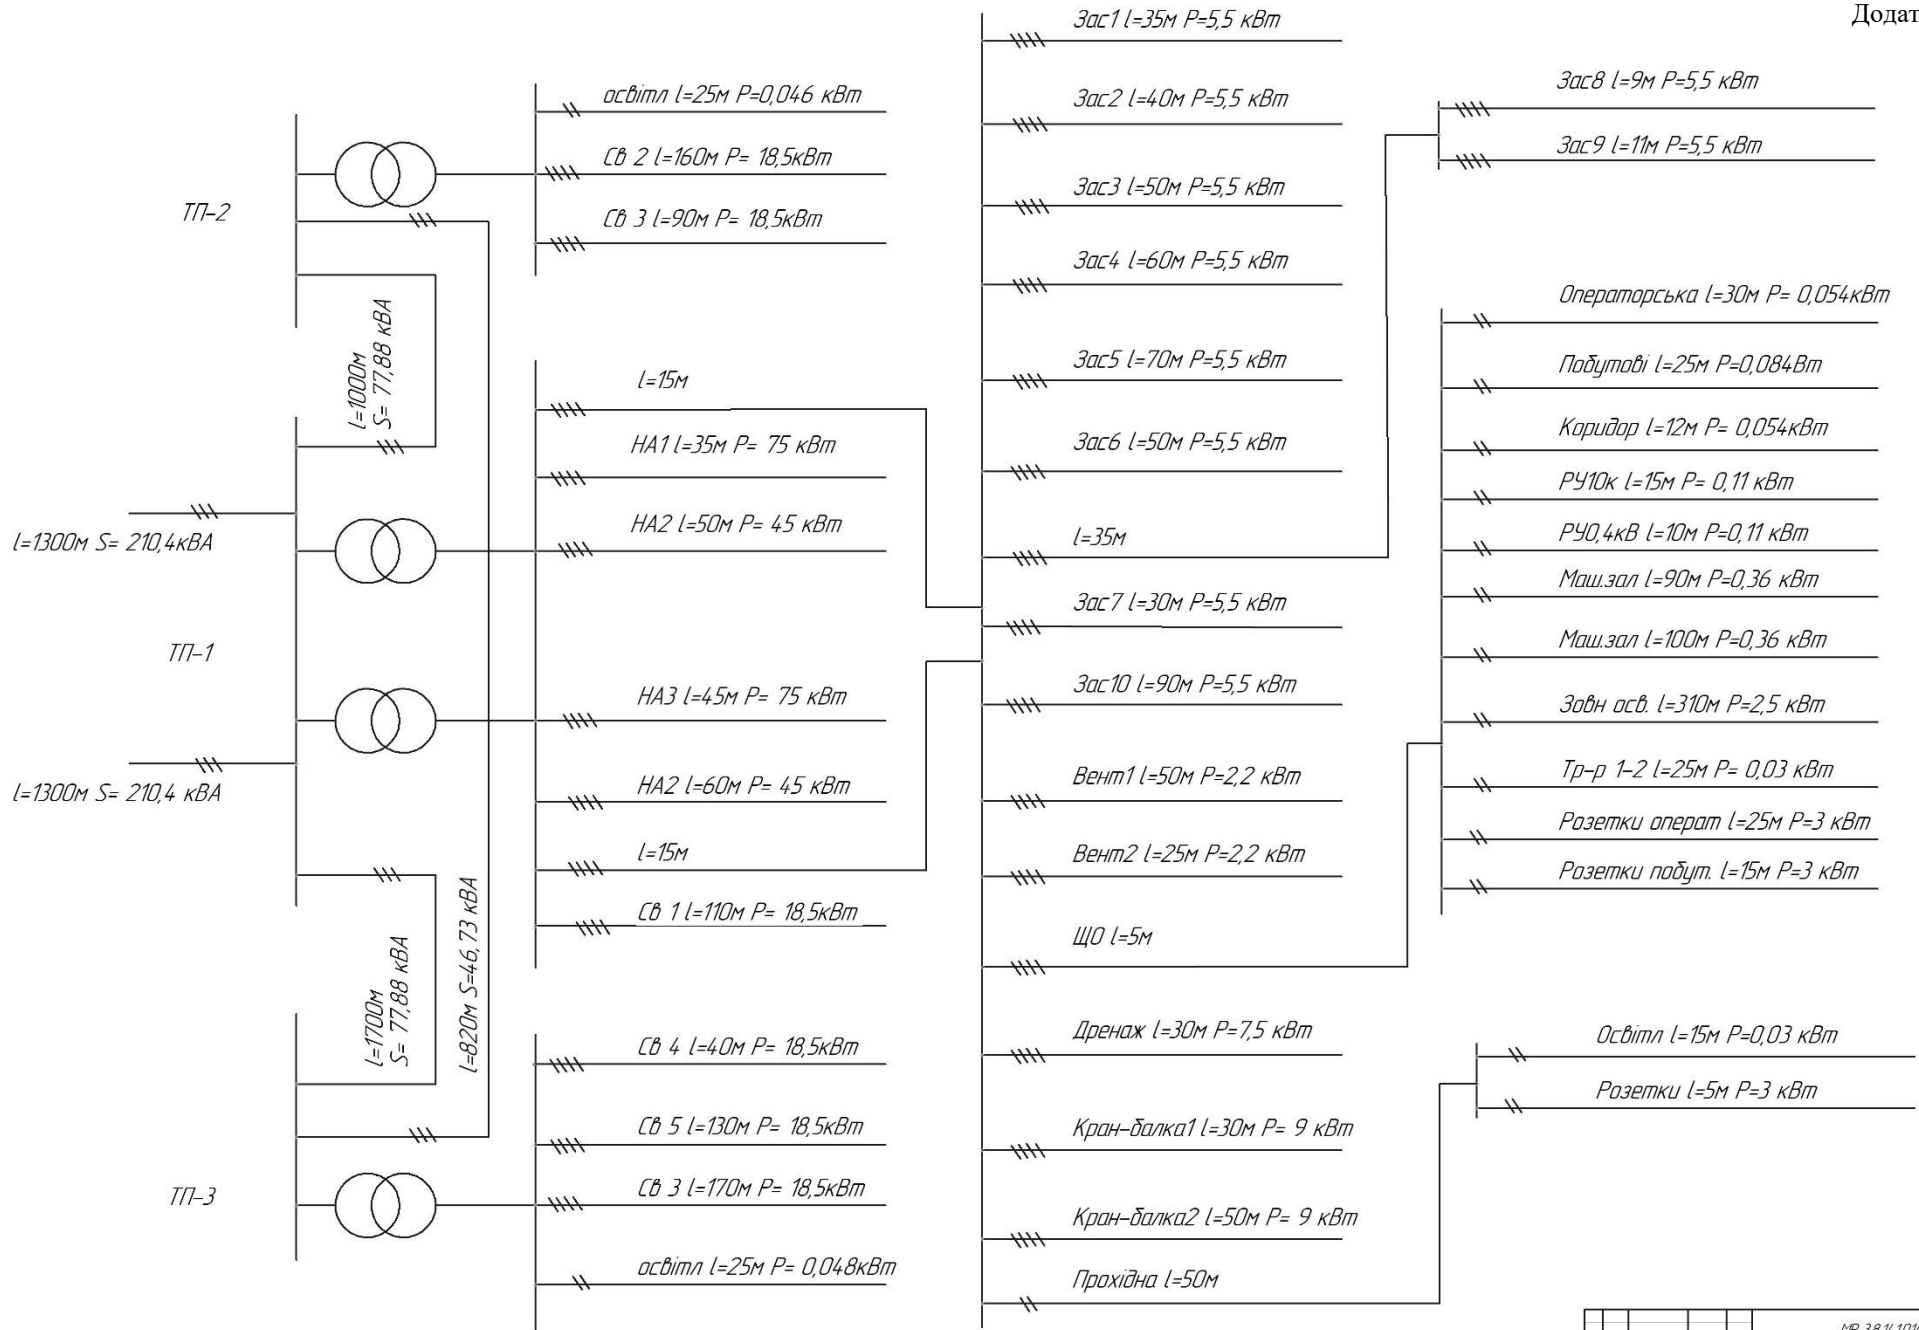 Додат
ТП-2
освітл l=25м P=0,046 кВт
Св 2 l=160м P= 18,5кВт
Св 3 l=90м P= 18,5кВт
l=1000м
S= 77,88 кВА
l=1300м S= 210,4кВА
ТП-1
l=1300м S= 210,4 кВА
l=15м
НА1 l=35м P= 75 кВт
НА2 l=50м P= 45 кВт
НА3 l=45м P= 75 кВт
НА2 l=60м P= 45 кВт
l=15м
Св 1 l=110м P= 18,5кВт
l=1700м
S= 77,88 кВА
l=820м S=46,73 кВА
ТП-3
Св 4 l=40м P= 18,5кВт
Св 5 l=130м P= 18,5кВт
Св 3 l=170м P= 18,5кВт
освітл l=25м P= 0,048кВт
Зас1 l=35м P=5,5 кВт
Зас2 l=40м P=5,5 кВт
Зас3 l=50м P=5,5 кВт
Зас4 l=60м P=5,5 кВт
Зас5 l=70м P=5,5 кВт
Зас6 l=50м P=5,5 кВт
l=35м
Зас7 l=30м P=5,5 кВт
Зас10 l=90м P=5,5 кВт
Вент1 l=50м P=2,2 кВт
Вент2 l=25м P=2,2 кВт
ЩО l=5м
Дренаж l=30м P=7,5 кВт
Кран-балка1 l=30м P= 9 кВт
Кран-балка2 l=50м P= 9 кВт
Прохідна l=50м
Зас8 l=9м P=5,5 кВт
Зас9 l=11м P=5,5 кВт
Операторська l=30м P= 0,054кВт
Побутові l=25м P=0,084Вт
Коридор l=12м P= 0,054кВт
РУ10к l=15м P= 0,11 кВт
РУ0,4кВ l=10м P=0,11 кВт
Маш.зал l=90м P=0,36 кВт
Маш.зал l=100м P=0,36 кВт
Зовн осв. l=310м P=2,5 кВт
Тр-р 1-2 l=25м P= 0,03 кВт
Розетки операт l=25м P=3 кВт
Розетки побут. l=15м P=3 кВт
Освітл l=15м P=0,03 кВт
Розетки l=5м P=3 кВт